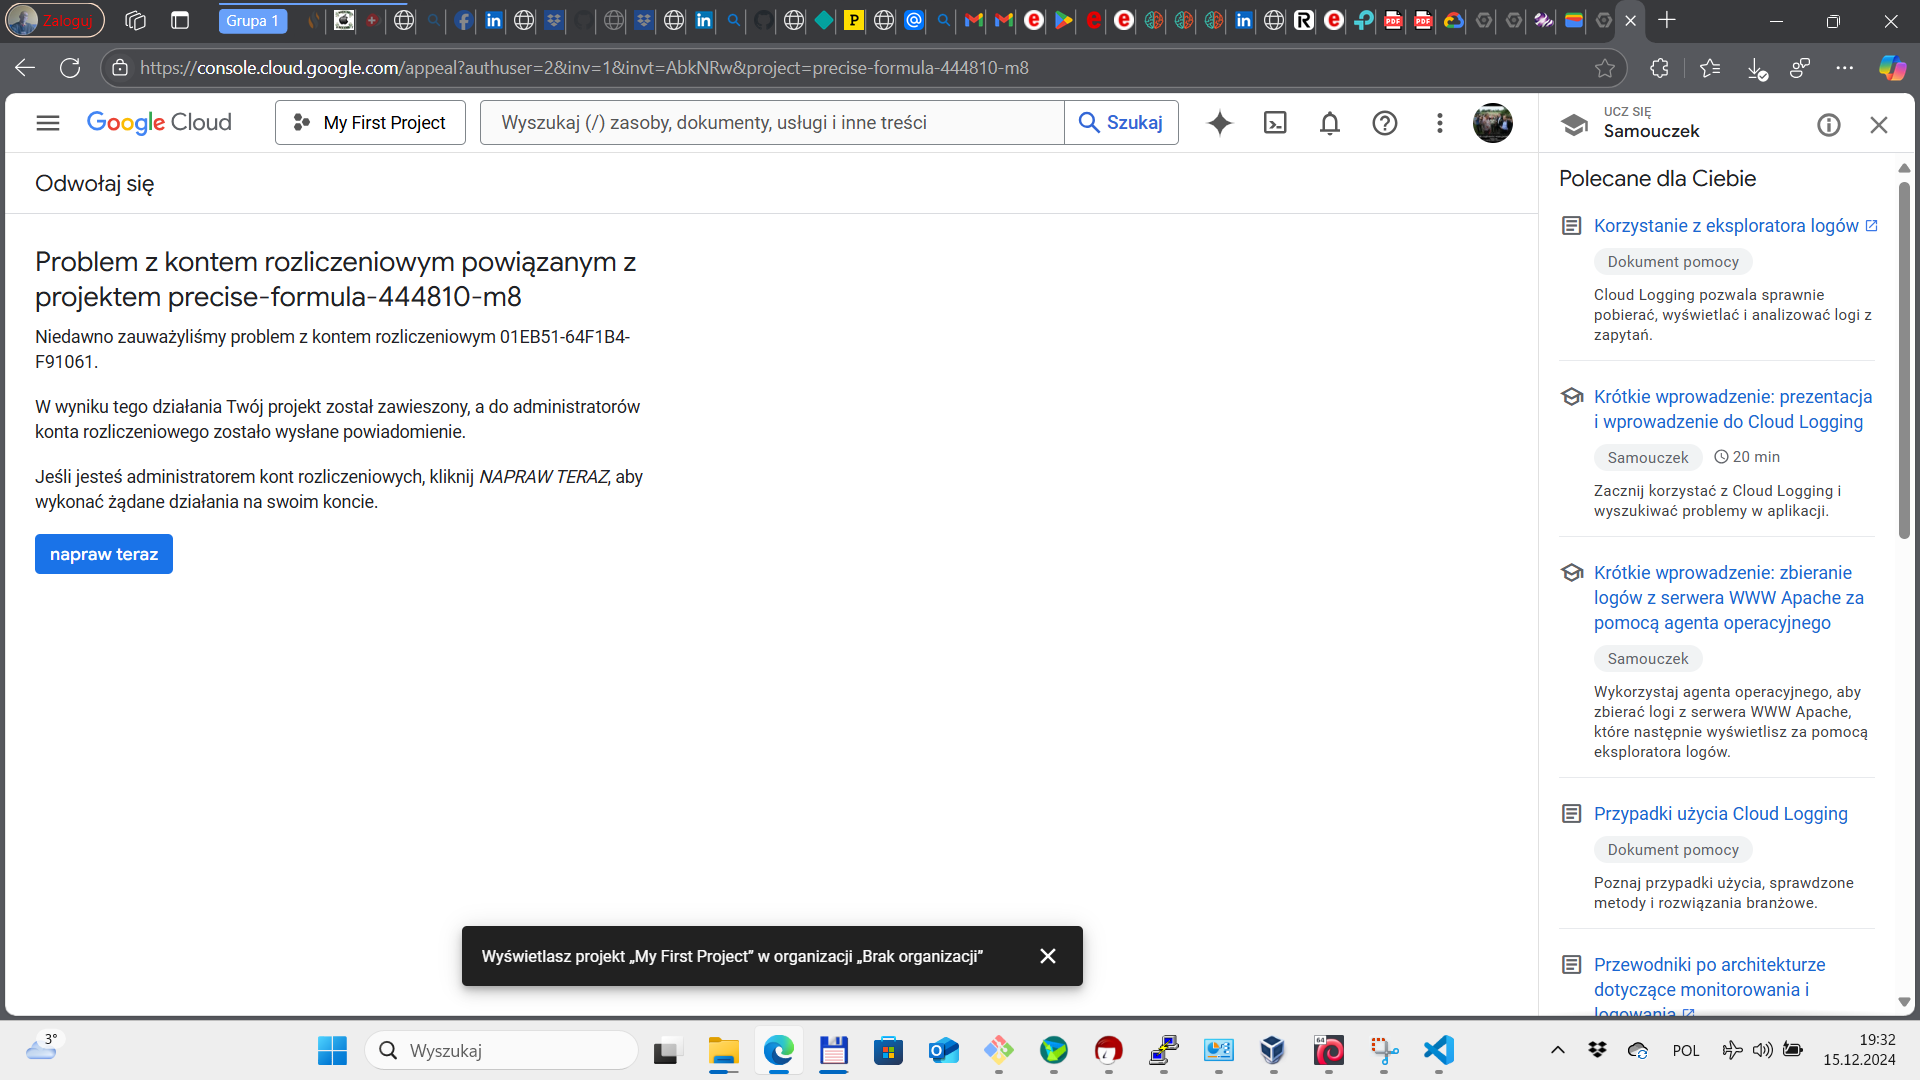 Zaloguj
Grupa 1
https://console.cloud.google.com/appeal?authuser=2&inv=1&invt=AbkNRw&project=precise-formula-444810-m8
Google Cloud
My First Project
Wyszukaj (/) zasoby, dokumenty, usługi i inne treści
Szukaj
UCZ SIĘ
Samouczek
Odwołaj się
Problem z kontem rozliczeniowym powiązanym z
projektem precise-formula-444810-m8
Niedawno zauważyliśmy problem z kontem rozliczeniowym 01EB51-64F1B4-
F91061.
W wyniku tego działania Twój projekt został zawieszony, a do administratorów
konta rozliczeniowego zostało wysłane powiadomienie.
Jeśli jesteś administratorem kont rozliczeniowych, kliknij NAPRAW TERAZ, aby
wykonać żądane działania na swoim koncie.
napraw teraz
Polecane dla Ciebie
Korzystanie z eksploratora logów
Dokument pomocy
Cloud Logging pozwala sprawnie
pobierać, wyświetlać i analizować logi z
zapytań.
Krótkie wprowadzenie: prezentacja
i wprowadzenie do Cloud Logging
Samouczek
20 min
Zacznij korzystać z Cloud Logging i
wyszukiwać problemy w aplikacji.
Krótkie wprowadzenie: zbieranie
logów z serwera WWW Apache za
pomocą agenta operacyjnego
Samouczek
Wykorzystaj agenta operacyjnego, aby
zbierać logi z serwera WWW Apache,
które następnie wyświetlisz za pomocą
eksploratora logów.
Przypadki użycia Cloud Logging
Dokument pomocy
Poznaj przypadki użycia, sprawdzone
metody i rozwiązania branżowe.
Przewodniki po architekturze
dotyczące monitorowania i
logowania
Wyświetlasz projekt „My First Project” w organizacji „Brak organizacji”
3°
Wyszukaj
POL
19:32
15.12.2024